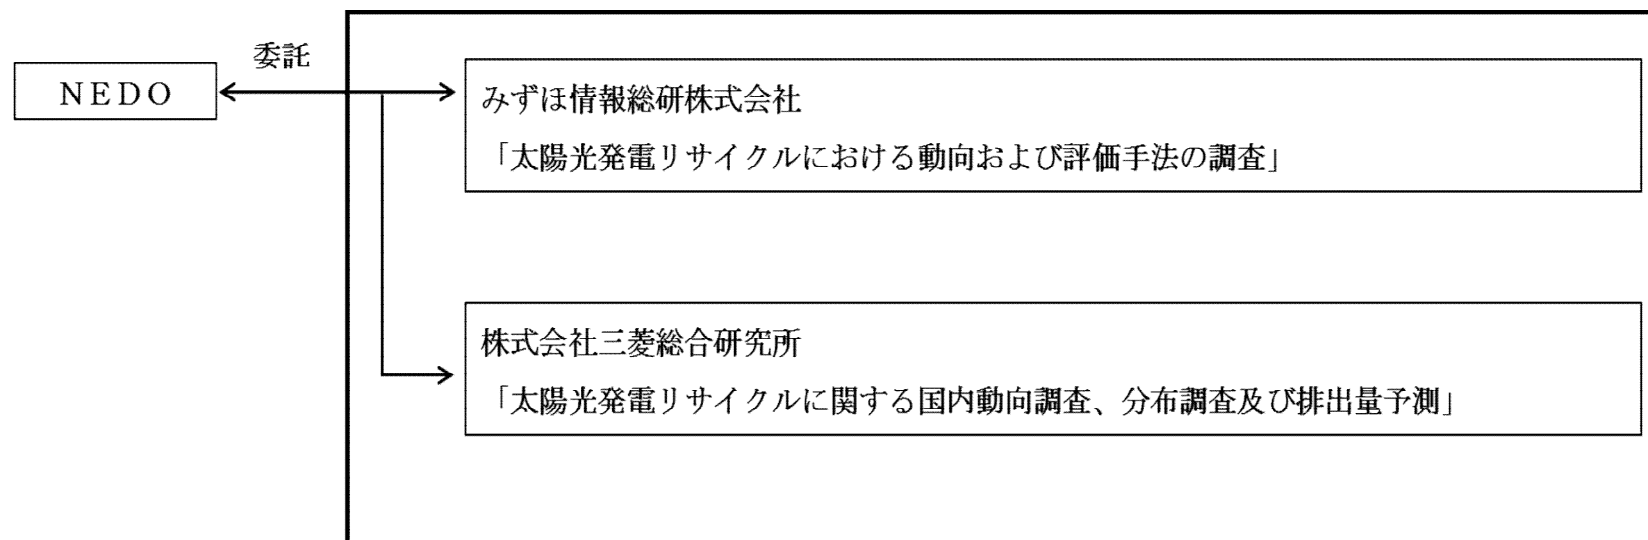 委託
NEDO
みずほ情報総研株式会社
「太陽光発電リサイクルにおける動向および評価手法の調査」
株式会社三菱総合研究所
「太陽光発電リサイクルに関する国内動向調査、分布調査及び排出量予測」